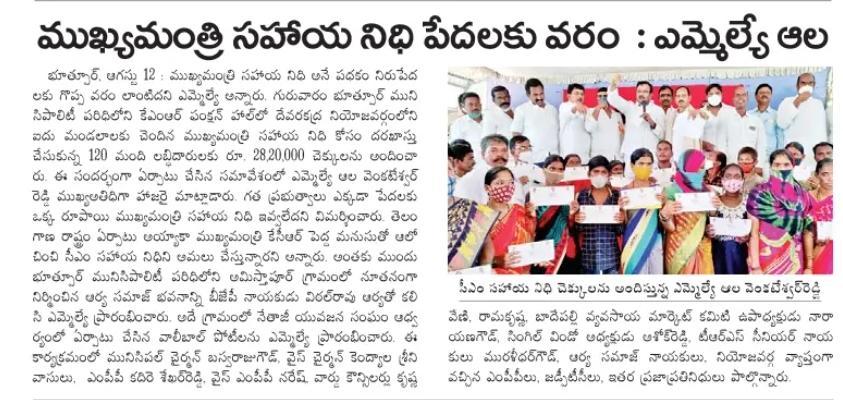 ముఖ్యమంత్రి సహాయ నిధి పేదలకు వరం : ఎమ్మెల్యే ఆల
భూత్పూర్, ఆగస్టు 12 : ముఖ్యమంత్రి సహాయ నిధి అనే పథకం నిరుపేద
లకు గొప్ప వరం లాంటిదని ఎమ్మెల్యే అన్నారు. గురువారం భూత్పూర్ ముని
సిపాలిటీ పరిధిలోని కేఎంఆర్ ఫంక్షన్ హాల్‌లో దేవరకద్ర నియోజవర్గంలోని
ఐదు మండలాలకు చెందిన ముఖ్యమంత్రి సహాయ నిధి కోసం దరఖాస్తు
చేసుకున్న 120 మంది లబ్ధిదారులకు రూ. 28,20,000 చెక్కులను అందించా
రు. ఈ సందర్భంగా ఏర్పాటు చేసిన సమావేశంలో ఎమ్మెల్యే ఆల వెంకటేశ్వర్
రెడ్డి ముఖ్యఅతిథిగా హాజరై మాట్లాడారు. గత ప్రభుత్వాలు ఎక్కడా పేదలకు
ఒక్క రూపాయి ముఖ్యమంత్రి సహాయ నిధి ఇవ్వలేదని విమర్శించారు. తెలం
గాణ రాష్ట్రం ఏర్పాటు అయ్యాకా ముఖ్యమంత్రి కేసీఆర్ పెద్ద మనుసుతో ఆలో
చించి సీఎం సహాయ నిధిని అమలు చేస్తున్నారని అన్నారు. అంతకు ముందు
భూత్పూర్ మునిసిపాలిటీ పరిధిలోని అమిస్తాపూర్ గ్రామంలో నూతనంగా
నిర్మించిన ఆర్య సమాజ్ భవనాన్ని బీజేపీ నాయకుడు విఠల్‌రావు ఆర్యతో కలి
సి ఎమ్మెల్యే ప్రారంభించారు. అదే గ్రామంలో నేతాజీ యువజన సంఘం ఆధ్వ
ర్యంలో ఏర్పాటు చేసిన వాలీబాల్ పోటీలను ఎమ్మెల్యే ప్రారంభించారు. ఈ
కార్యక్రమంలో మునిసిపల్ చైర్మన్ బస్వరాజుగౌడ్, వైస్ చైర్మన్ కెంద్యాల శ్రీని
వాసులు, ఎంపీపీ కదిరె శేఖర్‌రెడ్డి, వైస్ ఎంపీపీ నరేష్, వార్డు కౌన్సిలర్లు కృష్ణ
సీఎం సహాయ నిధి చెక్కులను అందిస్తున్న ఎమ్మెల్యే ఆల వెంకటేశ్వర్‌రెడ్డి
వేణి, రామకృష్ణ, బాదేపల్లి వ్యవసాయ మార్కెట్ కమిటి ఉపాధ్యక్షుడు నారా
యణగౌడ్, సింగిల్ విండో అధ్యక్షుడు అశోక్‌రెడ్డి, టీఆర్ఎస్ సీనియర్ నాయ
కులు మురళీధర్‌గౌడ్, ఆర్య సమాజ్ నాయకులు, నియోజవర్గ వ్యాప్తంగా
వచ్చిన ఎంపీపీలు, జడ్పీటీసీలు, ఇతర ప్రజాప్రతినిధులు పాల్గొన్నారు.